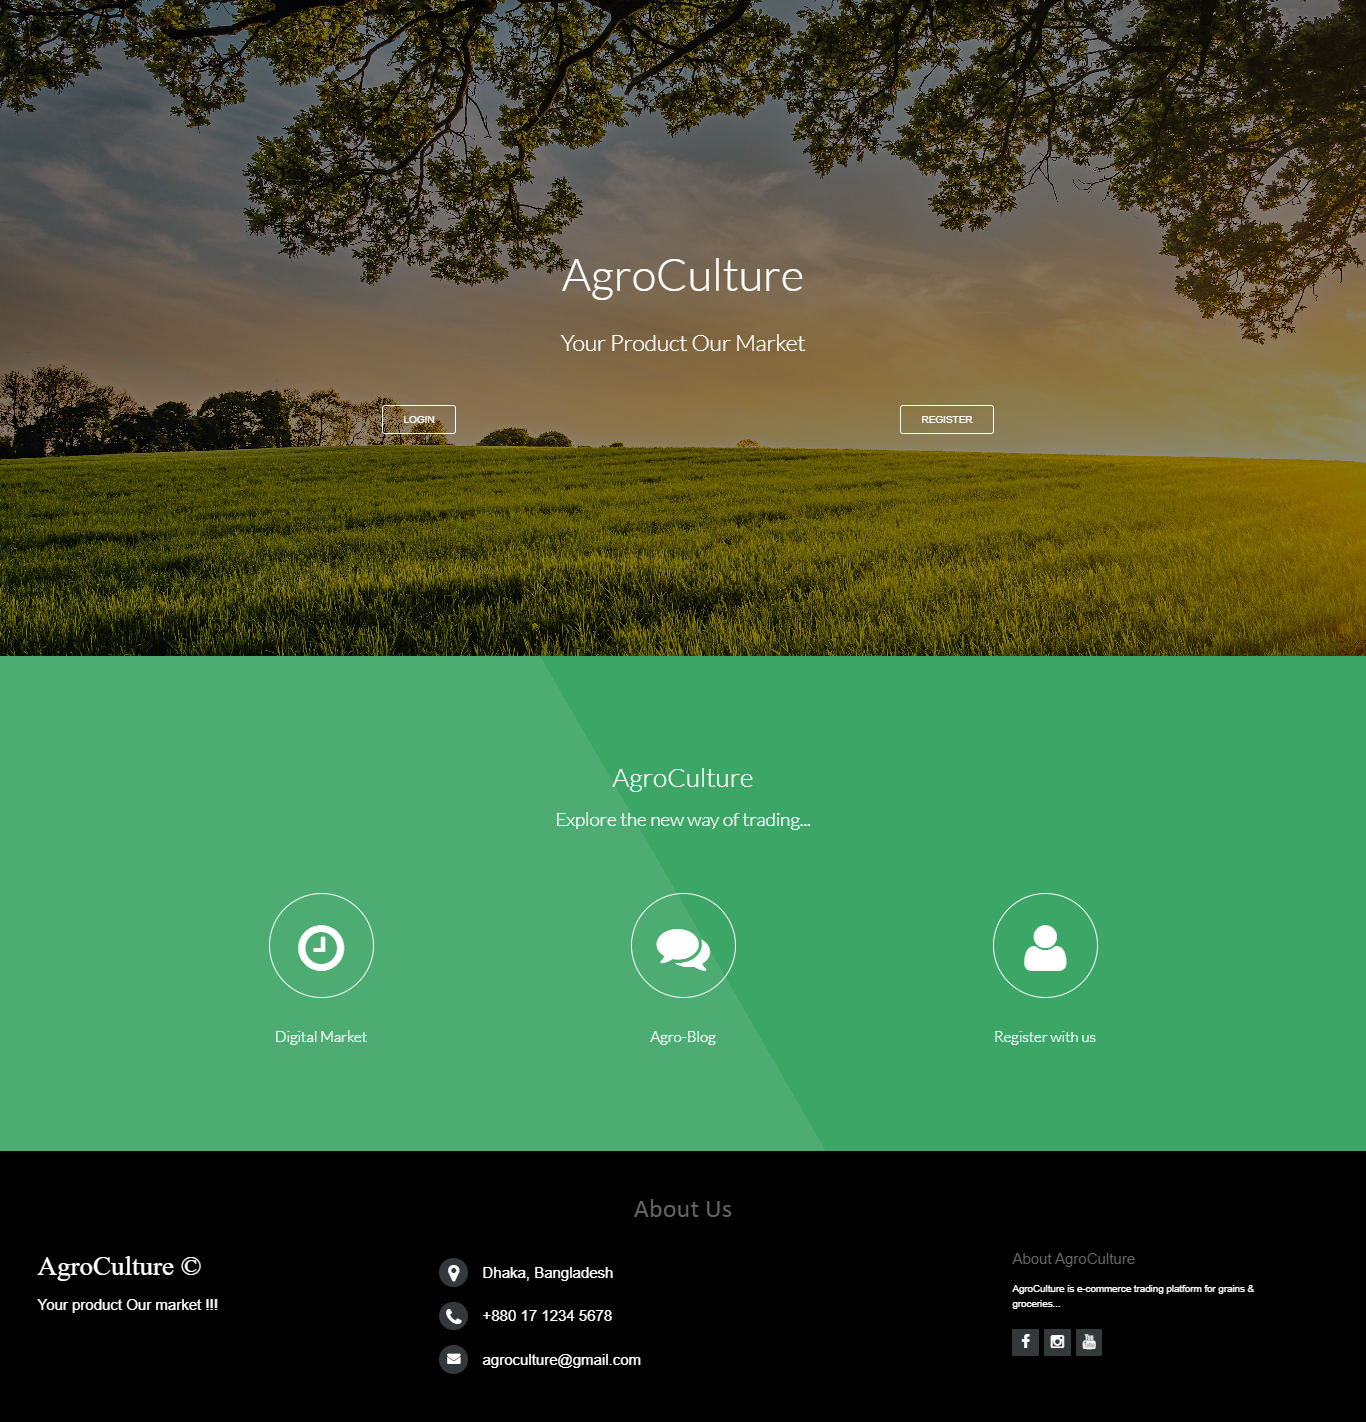 AgroCulture
Your Product Our Market
LOGIN
REGISTER
AgroCulture
Explore the new way of trading...
Digital Market
Agro-Blog
Register with us
About Us
AgroCulture ©
Your product Our market !!!
Dhaka, Bangladesh
+880 17 1234 5678
agroculture@gmail.com
About AgroCulture
AgroCulture is e-commerce trading platform for grains &
groceries...
You
Tube